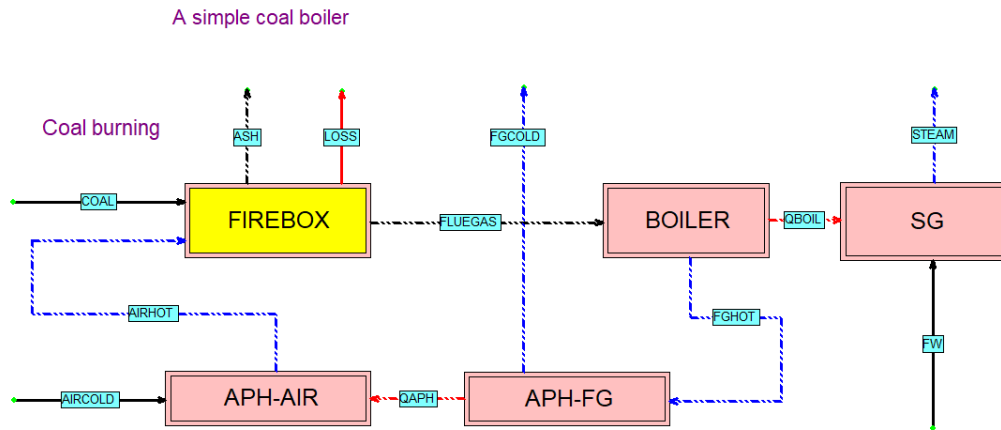 A simple coal boiler
Coal burning
ASH
LOSS
FGCOLD
STEAM
COAL
FIREBOX
FLUEGAS
BOILER
QBOIL
SG
AIRHOT
FGHOT
FW
AIRCOLD
APH-AIR
QAPH
APH-FG